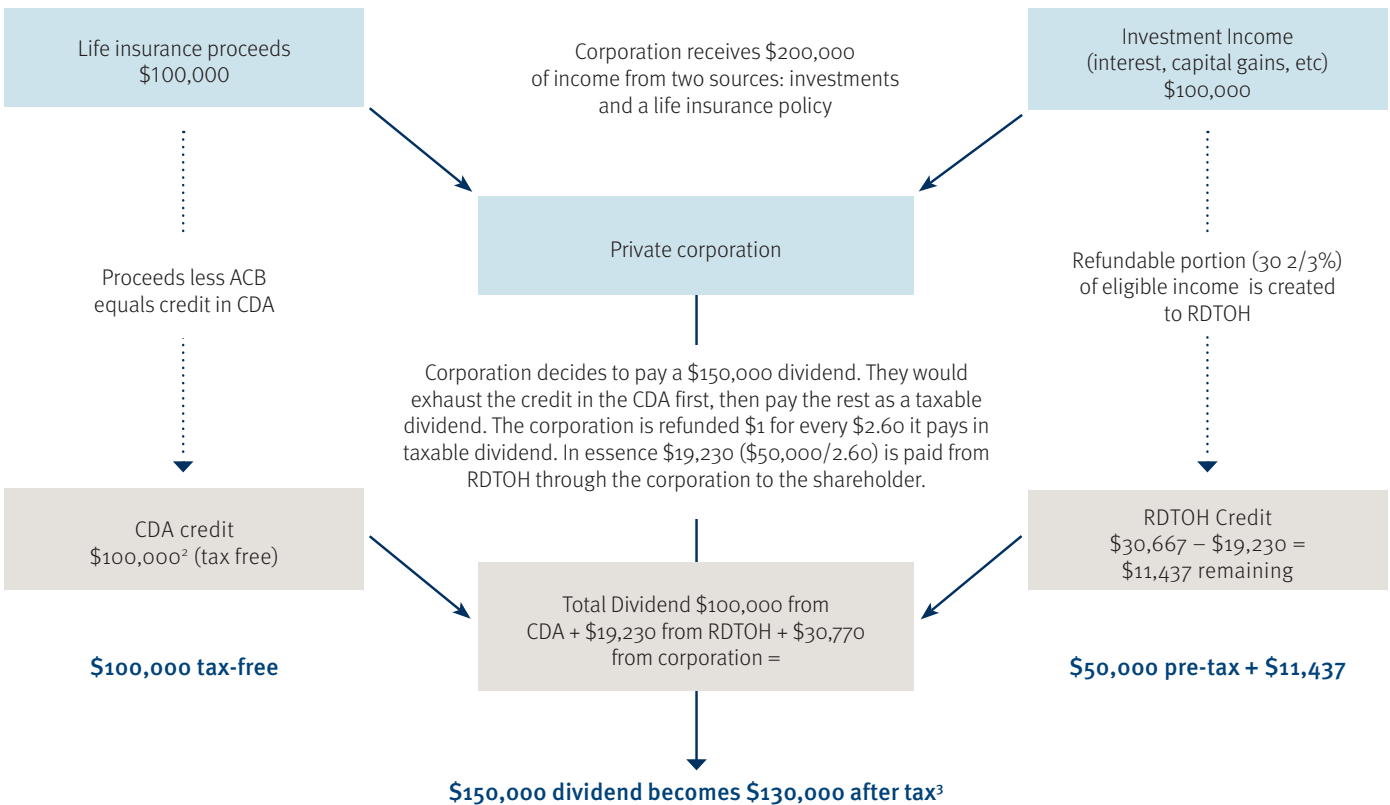 Life insurance proceeds
$100,000
Corporation receives $200,000
of income from two sources: investments
and a life insurance policy
Investment Income
(interest, capital gains, etc)
$100,000
Private corporation
Proceeds less ACB
equals credit in CDA
Refundable portion (30 2/3%)
of eligible income is created
to RDTOH
Corporation decides to pay a $150,000 dividend. They would
exhaust the credit in the CDA first, then pay the rest as a taxable
dividend. The corporation is refunded $1 for every $2.60 it pays in
taxable dividend. In essence $19,230 ($50,000/2.60) is paid from
RDTOH through the corporation to the shareholder.
CDA credit
$100,000² (tax free)
RDTOH Credit
$30,667 – $19,230 =
$11,437 remaining
Total Dividend $100,000 from
CDA + $19,230 from RDTOH + $30,770
from corporation =
$100,000 tax-free
$50,000 pre-tax + $11,437
$150,000 dividend becomes $130,000 after tax³